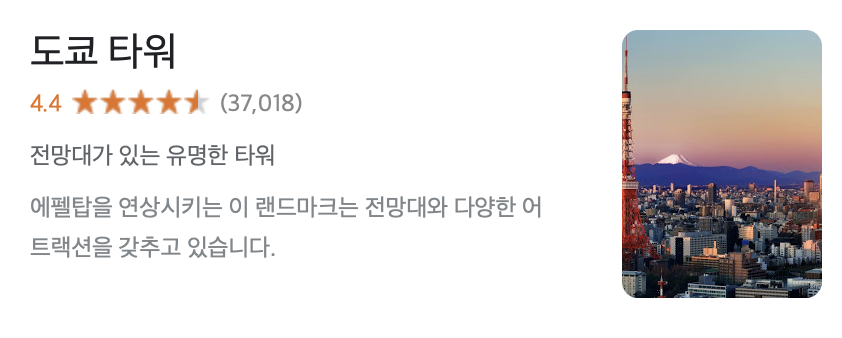 도쿄 타워
4.4 (37,018)
전망대가 있는 유명한 타워
에펠탑을 연상시키는 이 랜드마크는 전망대와 다양한 어
트랙션을 갖추고 있습니다.